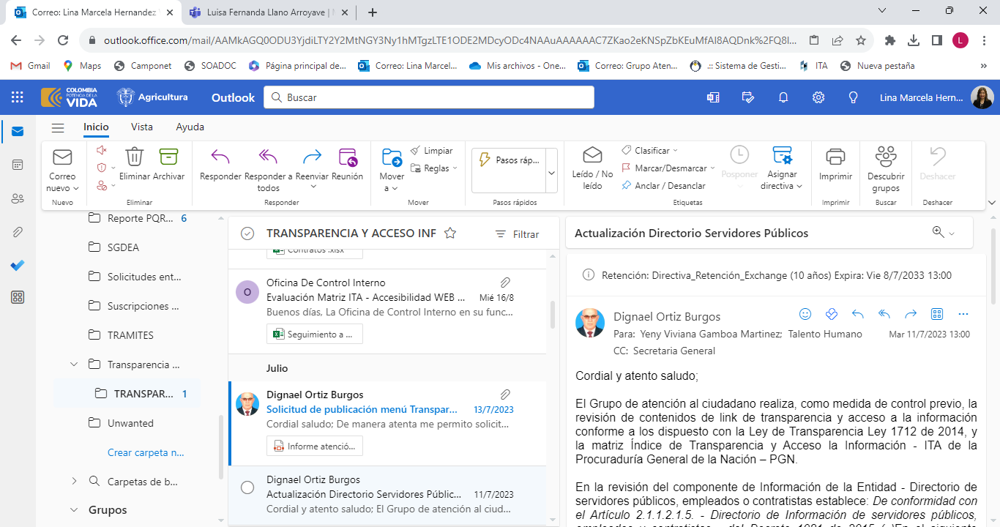 Correo: Lina Marcela Hernandez
Luisa Fernanda Llano Arroyave |
outlook.office.com/mail/AAMkAGQ0ODU3YjdiLTY2Y2MtNGY3Ny1hMTgzLTE1ODE2MDcyODc4NAAuAAAAAAC7ZKao2eKNSpZbKEuMfAI8AQDnk%2FQ8l...
L
Gmail
Maps
Camponet
SOADOC
Página principal de...
Correo: Lina Marcel...
Mis archivos - One...
Correo: Grupo Aten...
.:: Sistema de Gesti...
ITA
Nueva pestaña
»
COLOMBIA
POTENCIA DE LA
VIDA
Agricultura
Outlook
Buscar
Lina Marcela Hern...
Inicio
Vista
Ayuda
Correo
nuevo
Nuevo
Eliminar
Archivar
Eliminar
Responder
Responder a
todos
Reenviar
Reunión
Responder
Mover
a
Limpiar
Reglas
Mover
Pasos ráp...
Pasos rápidos
Leído / No
leído
Clasificar
Marcar/Desmarcar
Anclar / Desanclar
Posponer
Asignar
directiva
Etiquetas
Imprimir
Imprimir
Descubrir
grupos
Buscar
Deshacer
Deshacer
Reporte PQR... 6
SGDEA
Solicitudes ent...
Suscripciones ...
TRAMITES
Transparencia ...
TRANSPAR... 1
Unwanted
Crear carpeta n...
Carpetas de b...
Grupos
TRANSPARENCIA Y ACCESO INF
Filtrar
Contratos .xlsx
O
Oficina De Control Interno
Evaluación Matriz ITA - Accesibilidad WEB ... Mié 16/8
Buenos días, La Oficina de Control Interno en su func...
Seguimiento a ...
Julio
Dignael Ortiz Burgos
Solicitud de publicación menú Transpar... 13/7/2023
Cordial saludo; De manera atenta me permito solicit...
Informe atenció...
Dignael Ortiz Burgos
Actualización Directorio Servidores Públic... 11/7/2023
Cordial y atento saludo; El Grupo de atención al ciud...
Actualización Directorio Servidores Públicos
Retención: Directiva_Retención_Exchange (10 años) Expira: Vie 8/7/2033 13:00
Dignael Ortiz Burgos
Para: Yeny Viviana Gamboa Martinez; Talento Humano
Mar 11/7/2023 13:00
CC: Secretaria General
Cordial y atento saludo;
El Grupo de atención al ciudadano realiza, como medida de control previo, la
revisión de contenidos de link de transparencia y acceso a la información
conforme a los dispuesto con la Ley de Transparencia Ley 1712 de 2014, y
la matriz Índice de Transparencia y Acceso la Información - ITA de la
Procuraduría General de la Nación – PGN.
En la revisión del componente de Información de la Entidad - Directorio de
servidores públicos, empleados o contratistas establece: De conformidad con
el Artículo 2.1.1.2.1.5. - Directorio de Información de servidores públicos,